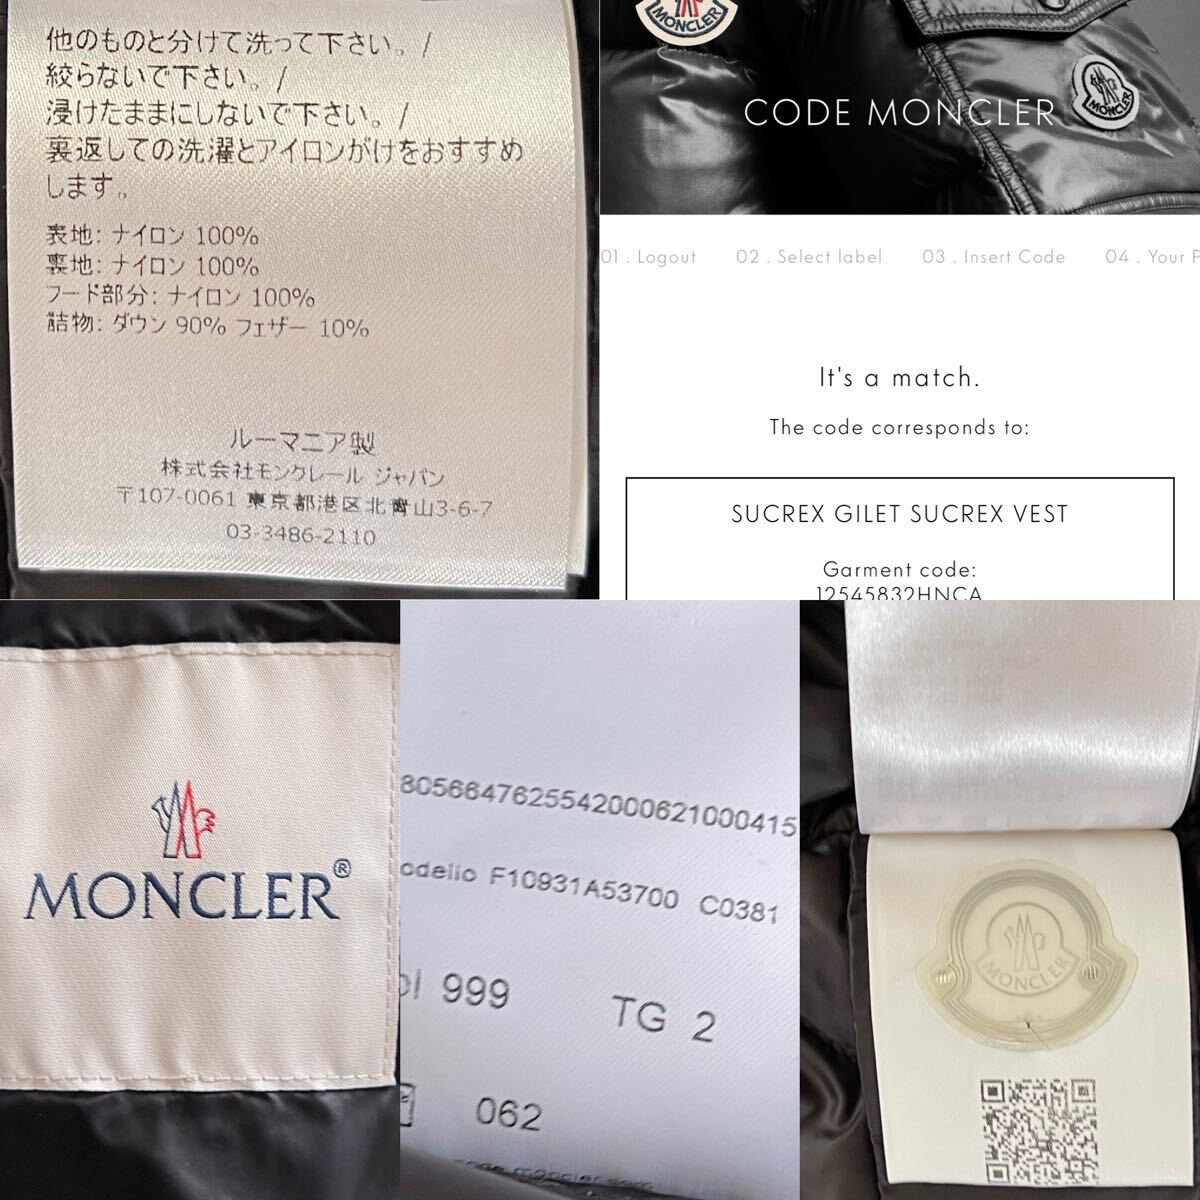 他のものと分けて洗って下さい。/
絞らないで下さい。/
浸けたままにしないで下さい。/
裏返しての洗濯とアイロンがけをおすすめ
します。
表地: ナイロン 100%
裏地: ナイロン 100%
フード部分: ナイロン 100%
詰物: ダウン 90% フェザー 10%
ルーマニア製
株式会社モンクレール ジャパン
〒107-0061 東京都港区北青山3-6-7
03-3486-2110
MONCLER
MONCLER
CODE MONCLER
01 . Logout 02 . Select label 03 . Insert Code 04 . Your P
It's a match.
The code corresponds to:
SUCREX GILET SUCREX VEST
Garment code:
12545832HNCA
MONCLER®
8056647625542000621000415
odello F10931A53700 C0381
ol 999 TG 2
062
MONCLER